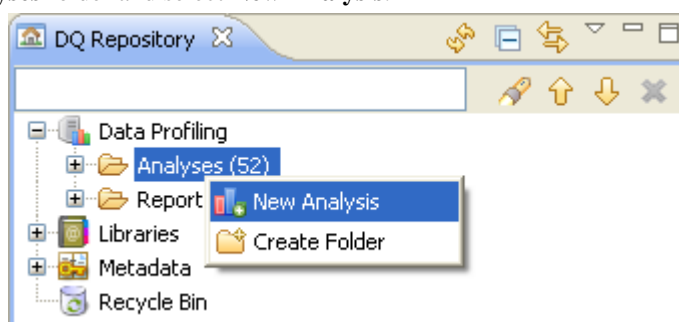 DQ Repository
Data Profiling
Analyses (52)
Report
New Analysis
Libraries
Create Folder
Metadata
Recycle Bin